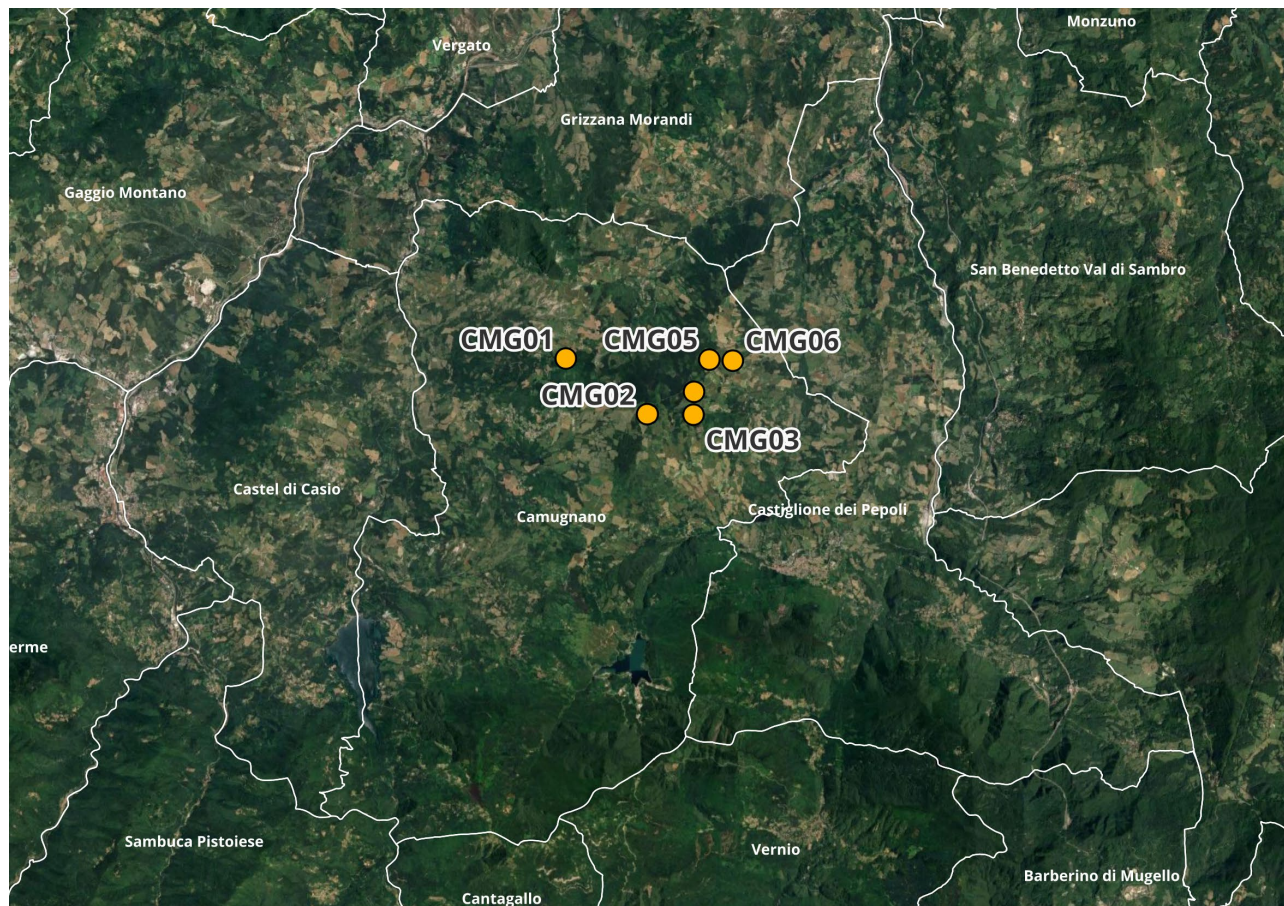 Monzuno
Vergato
Grizzana Morandi
Gaggio Montano
San Benedetto Val di Sambro
CMG01
CMG05
CMG06
CMG02
CMG03
Castel di Casio
Camugnano
Castiglione dei Pepoli
erme
Sambuca Pistoiese
Vernio
Barberino di Mugello
Cantagallo